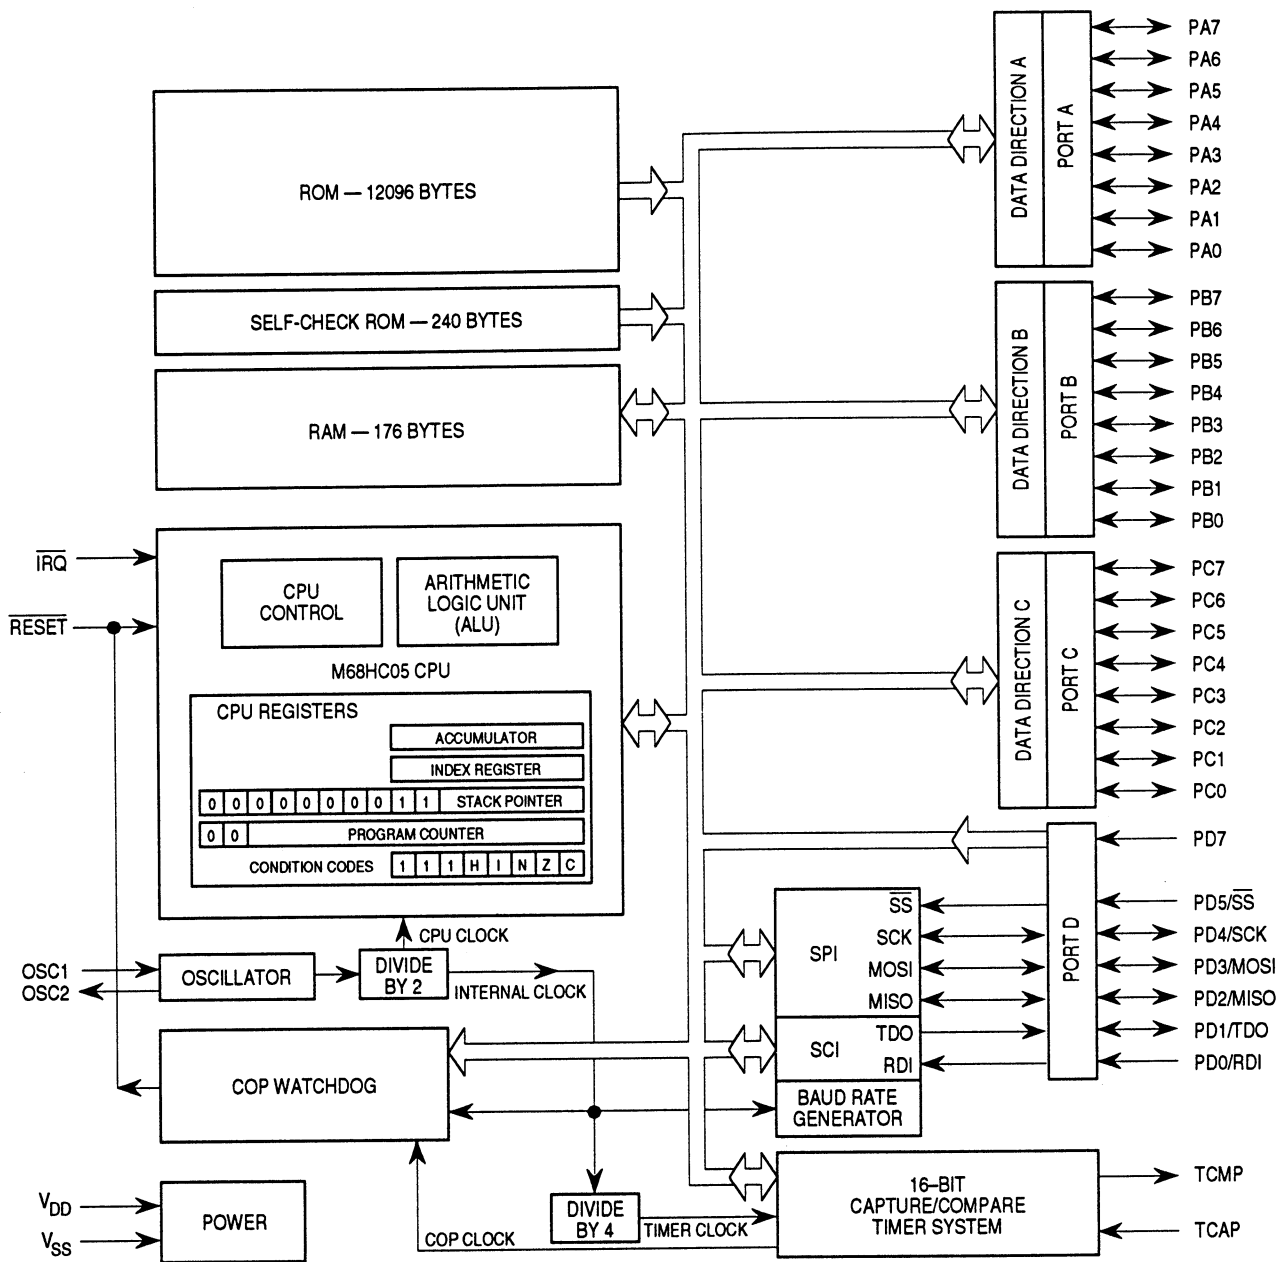 ROM — 12096 BYTES
SELF-CHECK ROM — 240 BYTES
RAM — 176 BYTES
IRQ
RESET
CPU
CONTROL
ARITHMETIC
LOGIC UNIT
(ALU)
M68HC05 CPU
CPU REGISTERS
ACCUMULATOR
INDEX REGISTER
0 0 0 0 0 0 0 0 1 1 STACK POINTER
0 0 PROGRAM COUNTER
CONDITION CODES 1 1 1 H I N Z C
CPU CLOCK
OSC1
OSC2
OSCILLATOR
DIVIDE
BY 2
INTERNAL CLOCK
COP WATCHDOG
V_DD
V_SS
POWER
COP CLOCK
DIVIDE
BY 4
TIMER CLOCK
DATA DIRECTION A
PORT A
PA7
PA6
PA5
PA4
PA3
PA2
PA1
PA0
DATA DIRECTION B
PORT B
PB7
PB6
PB5
PB4
PB3
PB2
PB1
PB0
DATA DIRECTION C
PORT C
PC7
PC6
PC5
PC4
PC3
PC2
PC1
PC0
PORT D
PD7
PD5/SS
PD4/SCK
PD3/MOSI
PD2/MISO
PD1/TDO
PD0/RDI
SPI
SS
SCK
MOSI
MISO
SCI
TDO
RDI
BAUD RATE
GENERATOR
16–BIT
CAPTURE/COMPARE
TIMER SYSTEM
TCMP
TCAP